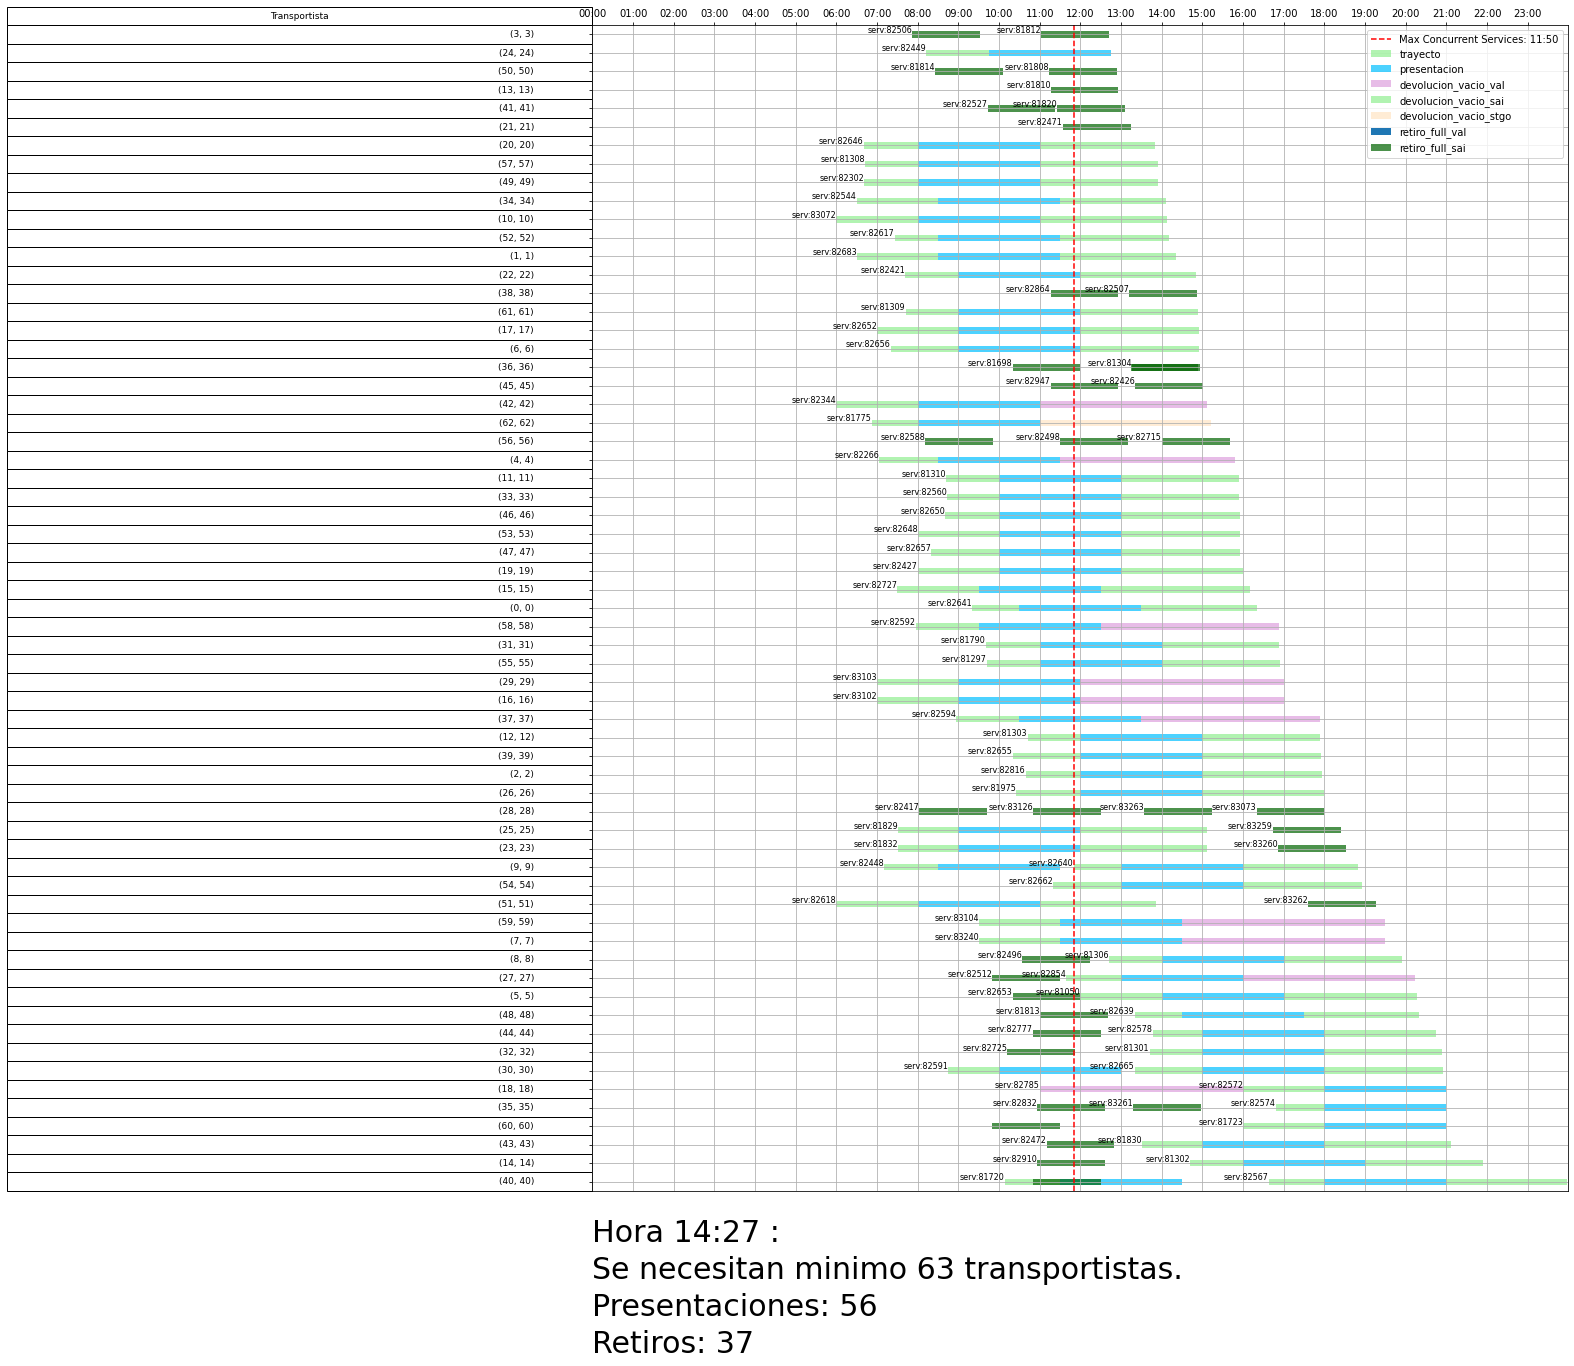 Transportista
00:00 01:00 02:00 03:00 04:00 05:00 06:00 07:00 08:00 09:00 10:00 11:00 12:00 13:00 14:00 15:00 16:00 17:00 18:00 19:00 20:00 21:00 22:00 23:00
Max Concurrent Services: 11:50
trayecto
presentacion
devolucion_vacio_val
devolucion_vacio_sai
devolucion_vacio_stgo
retiro_full_val
retiro_full_sai
(3, 3) serv:82506 serv:81812
(24, 24) serv:82449
(50, 50) serv:81814 serv:81808
(13, 13) serv:81810
(41, 41) serv:82527 serv:81820
(21, 21) serv:82471
(20, 20) serv:82646
(57, 57) serv:81308
(49, 49) serv:82302
(34, 34) serv:82544
(10, 10) serv:83072
(52, 52) serv:82617
(1, 1) serv:82683
(22, 22) serv:82421
(38, 38) serv:82864 serv:82507
(61, 61) serv:81309
(17, 17) serv:82652
(6, 6) serv:82656
(36, 36) serv:81698 serv:81304
(45, 45) serv:82947 serv:82426
(42, 42) serv:82344
(62, 62) serv:81775
(56, 56) serv:82588 serv:82498 serv:82715
(4, 4) serv:82266
(11, 11) serv:81310
(33, 33) serv:82560
(46, 46) serv:82650
(53, 53) serv:82648
(47, 47) serv:82657
(19, 19) serv:82427
(15, 15) serv:82727
(0, 0) serv:82641
(58, 58) serv:82592
(31, 31) serv:81790
(55, 55) serv:81297
(29, 29) serv:83103
(16, 16) serv:83102
(37, 37) serv:82594
(12, 12) serv:81303
(39, 39) serv:82655
(2, 2) serv:82816
(26, 26) serv:81975
(28, 28) serv:82417 serv:83126 serv:83263 serv:83073
(25, 25) serv:81829 serv:83259
(23, 23) serv:81832 serv:83260
(9, 9) serv:82448 serv:82640
(54, 54) serv:82662
(51, 51) serv:82618 serv:83262
(59, 59) serv:83104
(7, 7) serv:83240
(8, 8) serv:82496 serv:81306
(27, 27) serv:82512 serv:82854
(5, 5) serv:82653 serv:81050
(48, 48) serv:81813 serv:82639
(44, 44) serv:82777 serv:82578
(32, 32) serv:82725 serv:81301
(30, 30) serv:82591 serv:82665
(18, 18) serv:82785 serv:82572
(35, 35) serv:82832 serv:83261 serv:82574
(60, 60) serv:81723
(43, 43) serv:82472 serv:81830
(14, 14) serv:82910 serv:81302
(40, 40) serv:81720 serv:82567
Hora 14:27 :
Se necesitan minimo 63 transportistas.
Presentaciones: 56
Retiros: 37